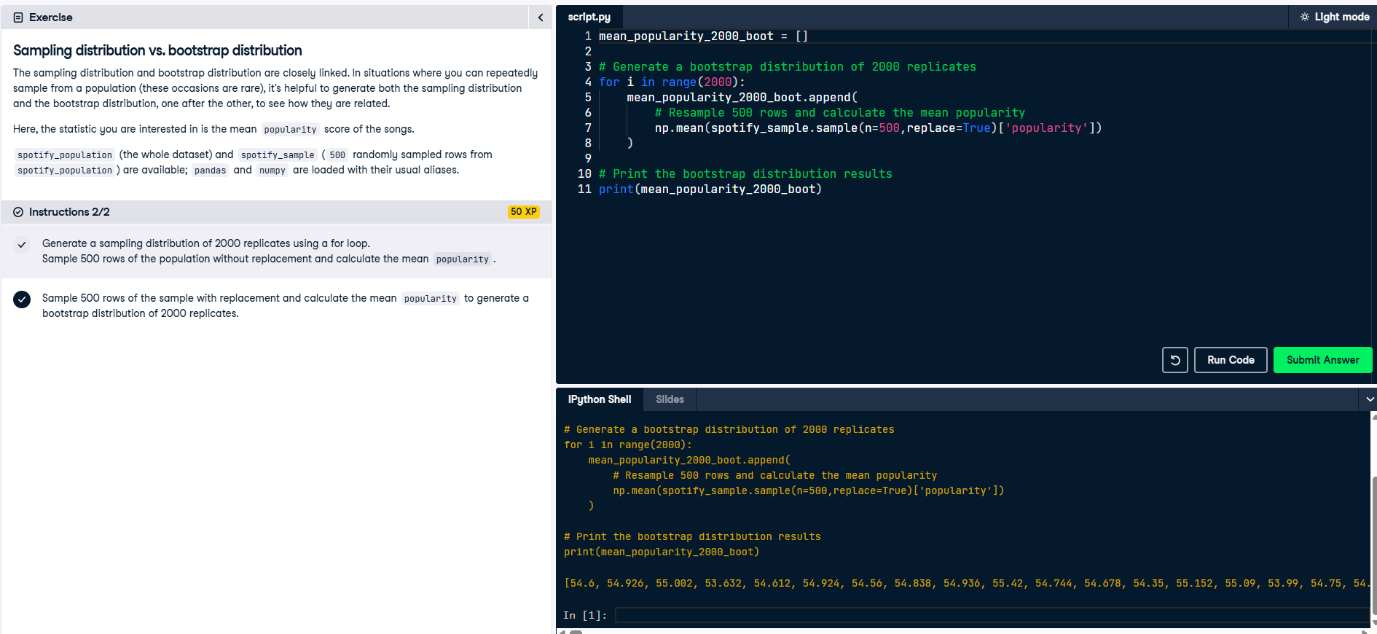 Exercise
Sampling distribution vs. bootstrap distribution
The sampling distribution and bootstrap distribution are closely linked. In situations where you can repeatedly
sample from a population (these occasions are rare), it's helpful to generate both the sampling distribution
and the bootstrap distribution, one after the other, to see how they are related.
Here, the statistic you are interested in is the mean popularity score of the songs.
spotify_population (the whole dataset) and spotify_sample ( 500 randomly sampled rows from
spotify_population ) are available; pandas and numpy are loaded with their usual aliases.
Instructions 2/2
50 XP
Generate a sampling distribution of 2000 replicates using a for loop.
Sample 500 rows of the population without replacement and calculate the mean popularity .
Sample 500 rows of the sample with replacement and calculate the mean popularity to generate a
bootstrap distribution of 2000 replicates.
script.py
Light mode
1 mean_popularity_2000_boot = []
2
3 # Generate a bootstrap distribution of 2000 replicates
4 for i in range(2000):
5     mean_popularity_2000_boot.append(
6         # Resample 500 rows and calculate the mean popularity
7         np.mean(spotify_sample.sample(n=500,replace=True)['popularity'])
8     )
9
10 # Print the bootstrap distribution results
11 print(mean_popularity_2000_boot)
Run Code
Submit Answer
IPython Shell
Slides
# Generate a bootstrap distribution of 2000 replicates
for i in range(2000):
    mean_popularity_2000_boot.append(
        # Resample 500 rows and calculate the mean popularity
        np.mean(spotify_sample.sample(n=500,replace=True)['popularity'])
    )
# Print the bootstrap distribution results
print(mean_popularity_2000_boot)
[54.6, 54.926, 55.002, 53.632, 54.612, 54.924, 54.56, 54.838, 54.936, 55.42, 54.744, 54.678, 54.35, 55.152, 55.09, 53.99, 54.75, 54.
In [1]: